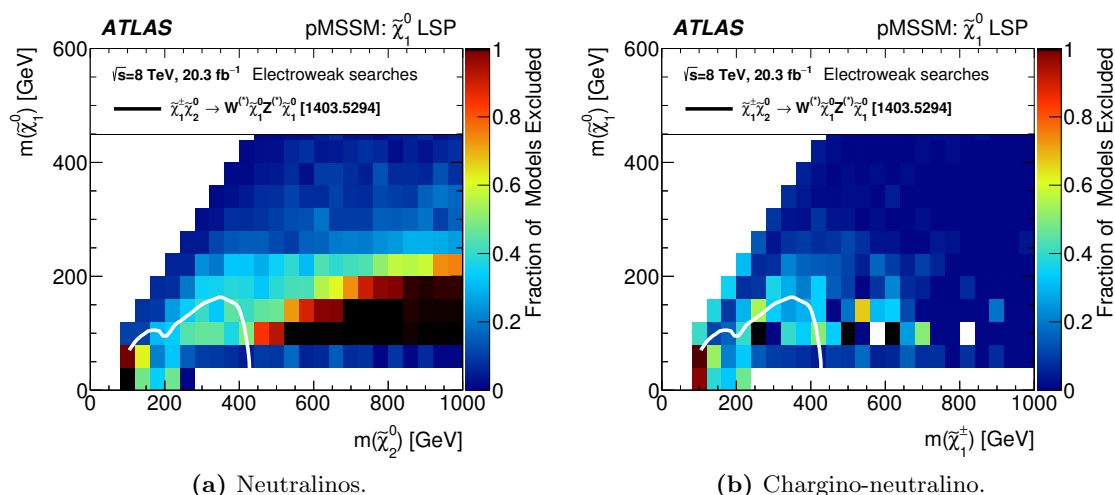 ATLAS pMSSM: χ̃₁⁰ LSP
√s=8 TeV, 20.3 fb⁻¹ Electroweak searches
χ̃₁±χ̃₂⁰ → W⁽*⁾χ̃₁⁰Z⁽*⁾χ̃₁⁰ [1403.5294]
m(χ̃₁⁰) [GeV]
600
400
200
0
0 200 400 600 800 1000
m(χ̃₂⁰) [GeV]
1
0.8
0.6
0.4
0.2
0
Fraction of Models Excluded
(a) Neutralinos.
ATLAS pMSSM: χ̃₁⁰ LSP
√s=8 TeV, 20.3 fb⁻¹ Electroweak searches
χ̃₁±χ̃₂⁰ → W⁽*⁾χ̃₁⁰Z⁽*⁾χ̃₁⁰ [1403.5294]
m(χ̃₁⁰) [GeV]
600
400
200
0
0 200 400 600 800 1000
m(χ̃₁±) [GeV]
1
0.8
0.6
0.4
0.2
0
Fraction of Models Excluded
(b) Chargino-neutralino.